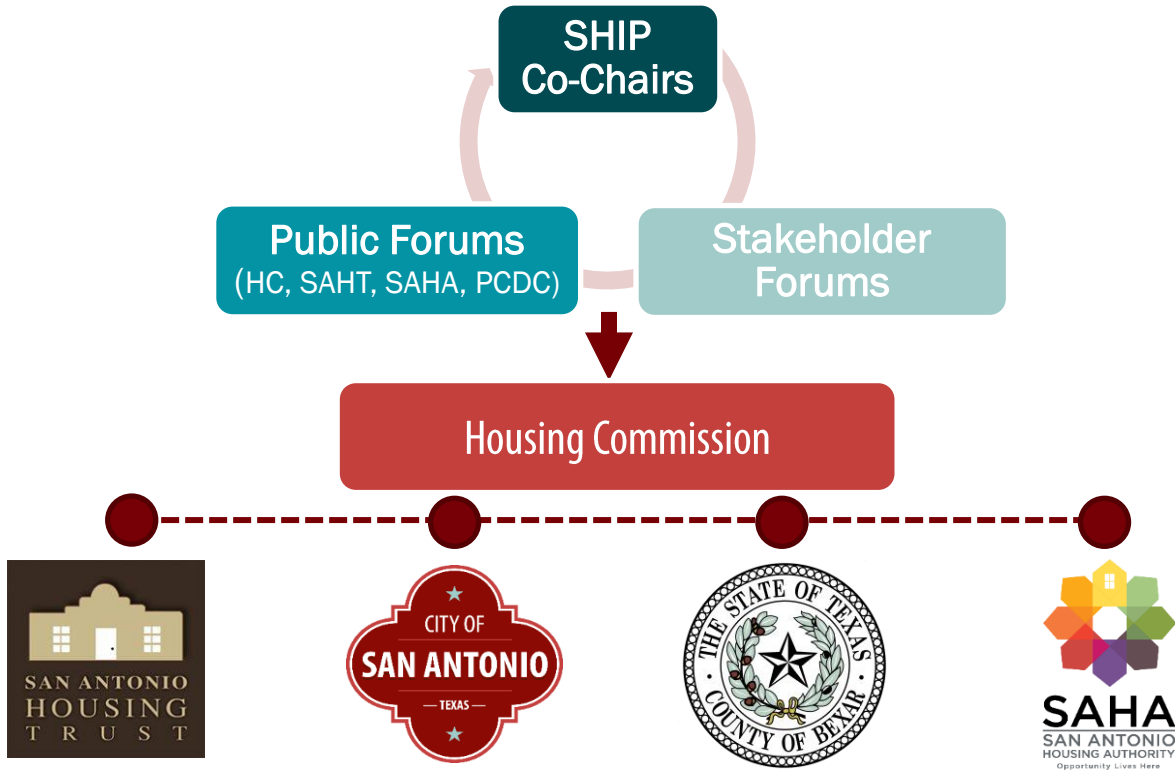 SHIP
Co-Chairs
Public Forums
(HC, SAHT, SAHA, PCDC)
Stakeholder
Forums
Housing Commission
SAN ANTONIO
HOUSING
TRUST
CITY OF
SAN ANTONIO
TEXAS
THE STATE OF TEXAS
COUNTY OF BEXAR
SAHA
SAN ANTONIO
HOUSING AUTHORITY
Opportunity Lives Here